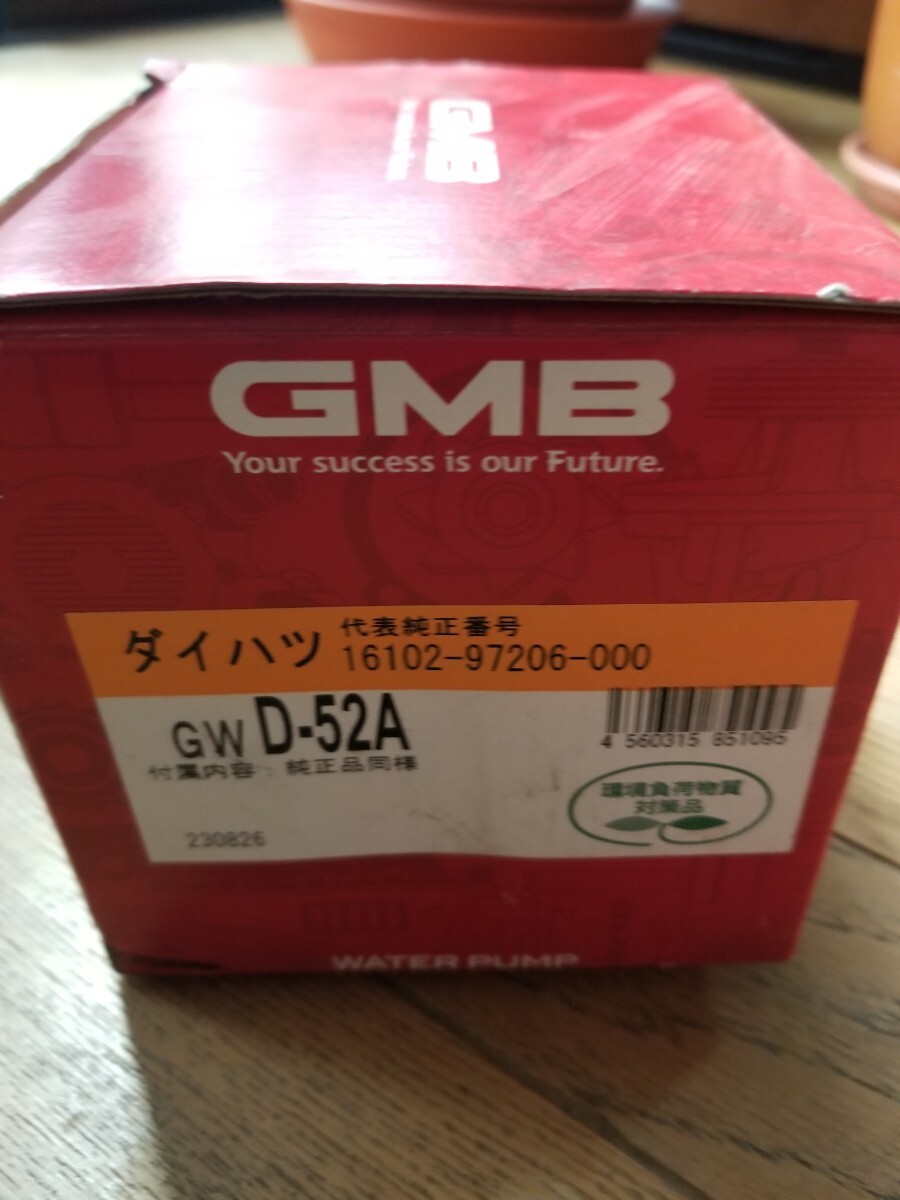 GMB
GMB
Your success is our Future.
ダイハツ
代表純正番号
16102-97206-000
GW D-52A
付属内容 : 純正品同様
4 560315 851095
環境負荷物質
対策品
230826
WATER PUMP